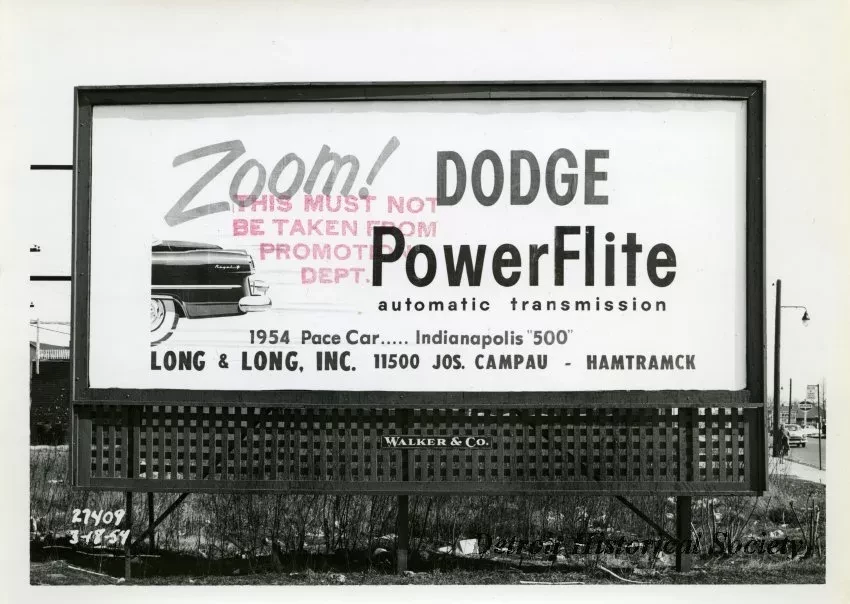 Zoom!
DODGE
THIS MUST NOT
BE TAKEN FROM
PROMOTION
DEPT.
PowerFlite
automatic transmission
1954 Pace Car..... Indianapolis "500"
LONG & LONG, INC. 11500 JOS. CAMPAU - HAMTRAMCK
WALKER & CO.
27409
3-18-54
Detroit Historical Society